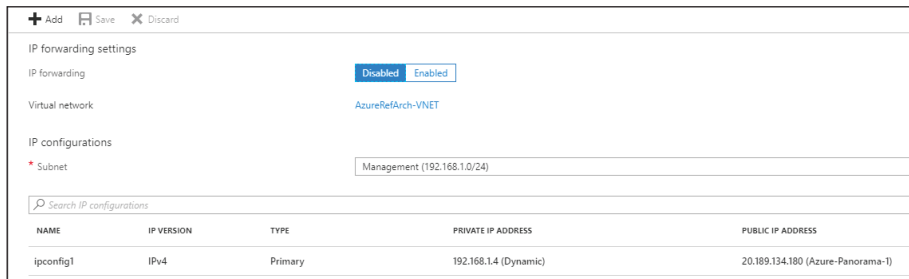 Add Save Discard
IP forwarding settings
IP forwarding Disabled Enabled
Virtual network AzureRefArch-VNET
IP configurations
* Subnet Management (192.168.1.0/24)
Search IP configurations
NAME IP VERSION TYPE PRIVATE IP ADDRESS PUBLIC IP ADDRESS
ipconfig1 IPv4 Primary 192.168.1.4 (Dynamic) 20.189.134.180 (Azure-Panorama-1)